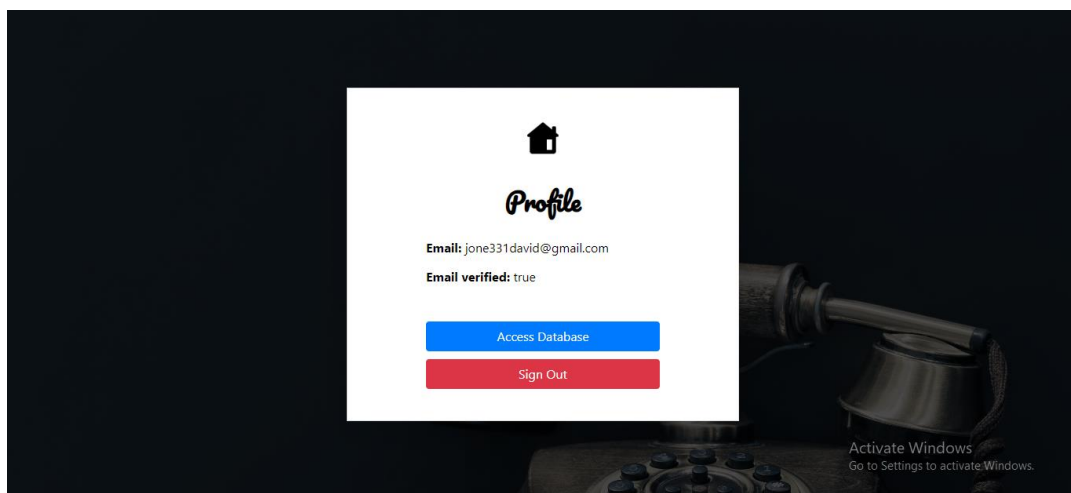 Profile
Email: jone331david@gmail.com
Email verified: true
Access Database
Sign Out
Activate Windows
Go to Settings to activate Windows.